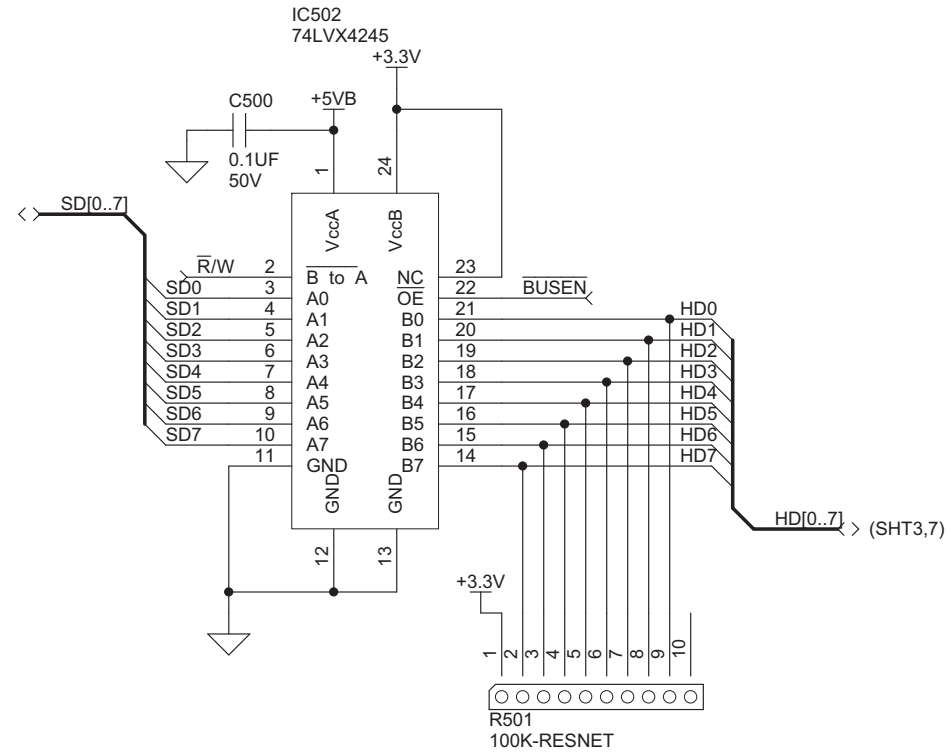 IC502
74LVX4245
+3.3V
C500
+5VB
0.1UF
50V
1
24
VccA
VccB
SD[0..7]
R̅/W
2
B to A
NC
23
SD0
3
A0
OE
22
BUSEN
SD1
4
A1
B0
21
HD0
SD2
5
A2
B1
20
HD1
SD3
6
A3
B2
19
HD2
SD4
7
A4
B3
18
HD3
SD5
8
A5
B4
17
HD4
SD6
9
A6
B5
16
HD5
SD7
10
A7
B6
15
HD6
11
GND
B7
14
HD7
GND
GND
12
13
HD[0..7]
(SHT3,7)
+3.3V
1
2
3
4
5
6
7
8
9
10
R501
100K-RESNET